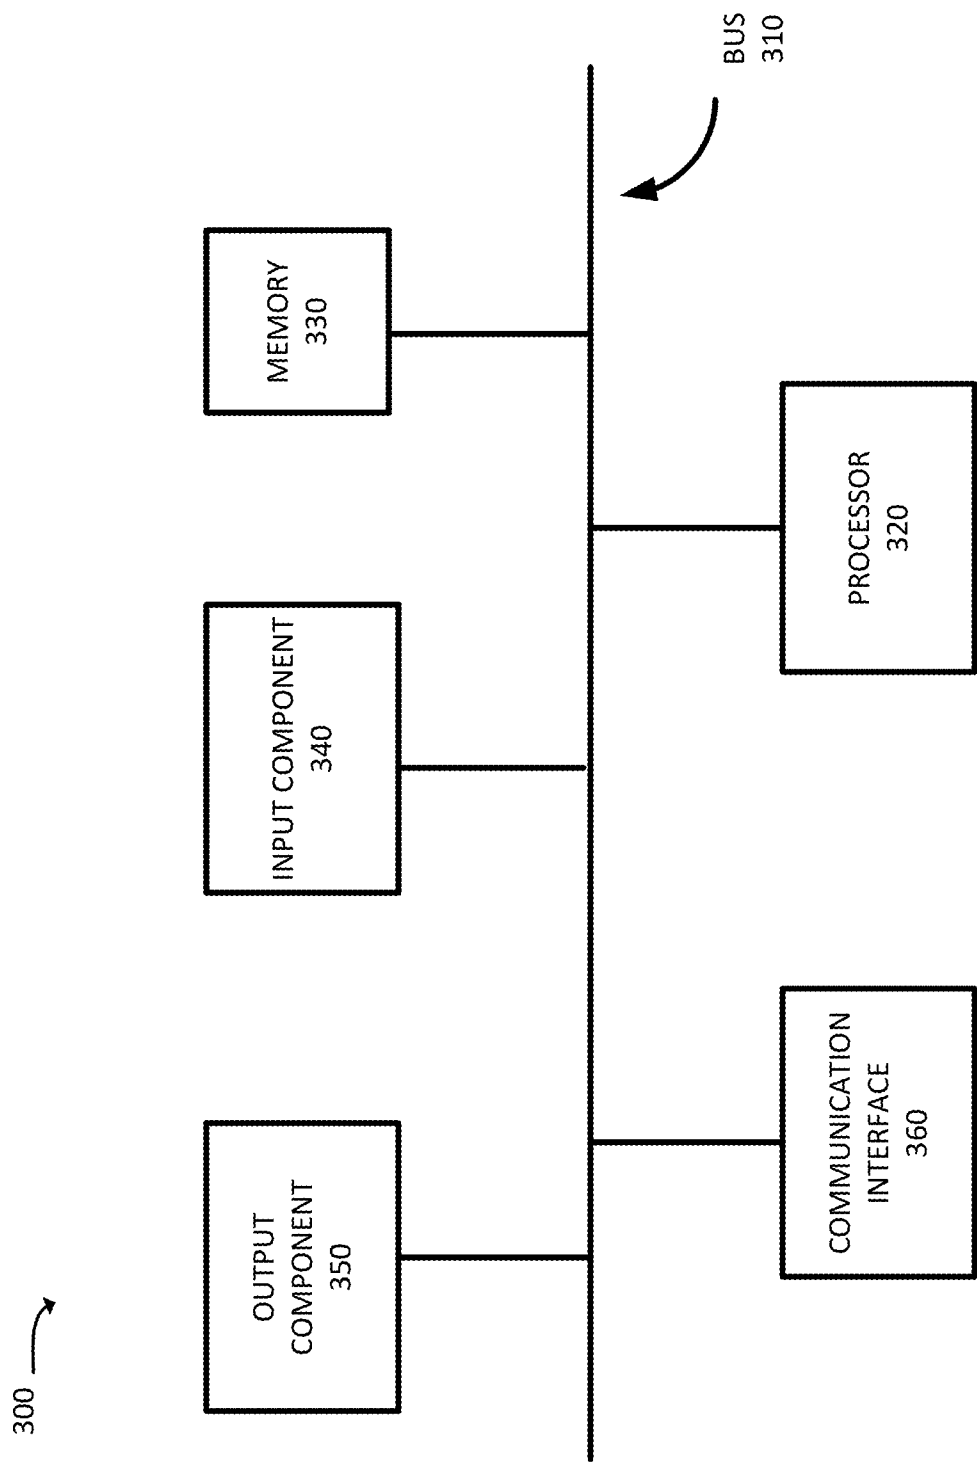 300
OUTPUT
COMPONENT
350
INPUT COMPONENT
340
MEMORY
330
BUS
310
COMMUNICATION
INTERFACE
360
PROCESSOR
320